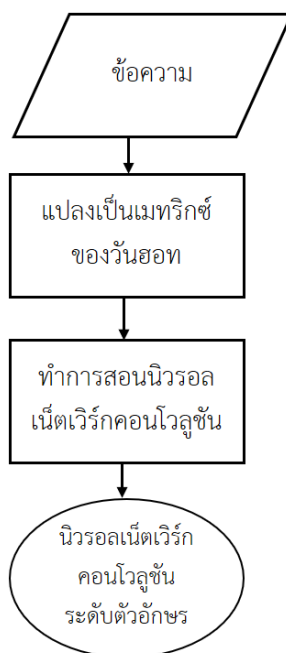 ข้อความ
แปลงเป็นเมทริกซ์
ของวันฮอท
ทำการสอนนิวรอล
เน็ตเวิร์กคอนโวลูชัน
นิวรอลเน็ตเวิร์ก
คอนโวลูชัน
ระดับตัวอักษร